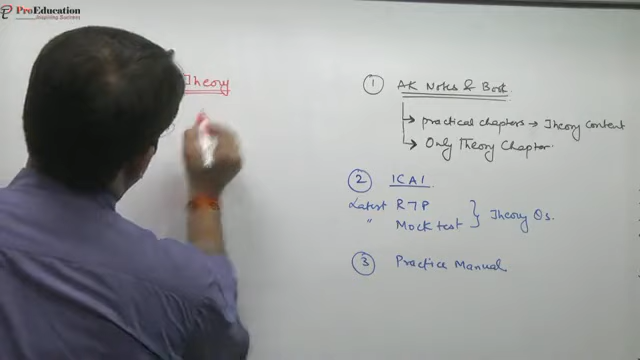 ProEducation
Inspiring Success
Theory
① AK Notes & Book.
→ practical chapters → Theory content
→ Only Theory Chapter.
② ICAI
Latest RTP
" Mock test } Theory Qs.
③ Practice Manual